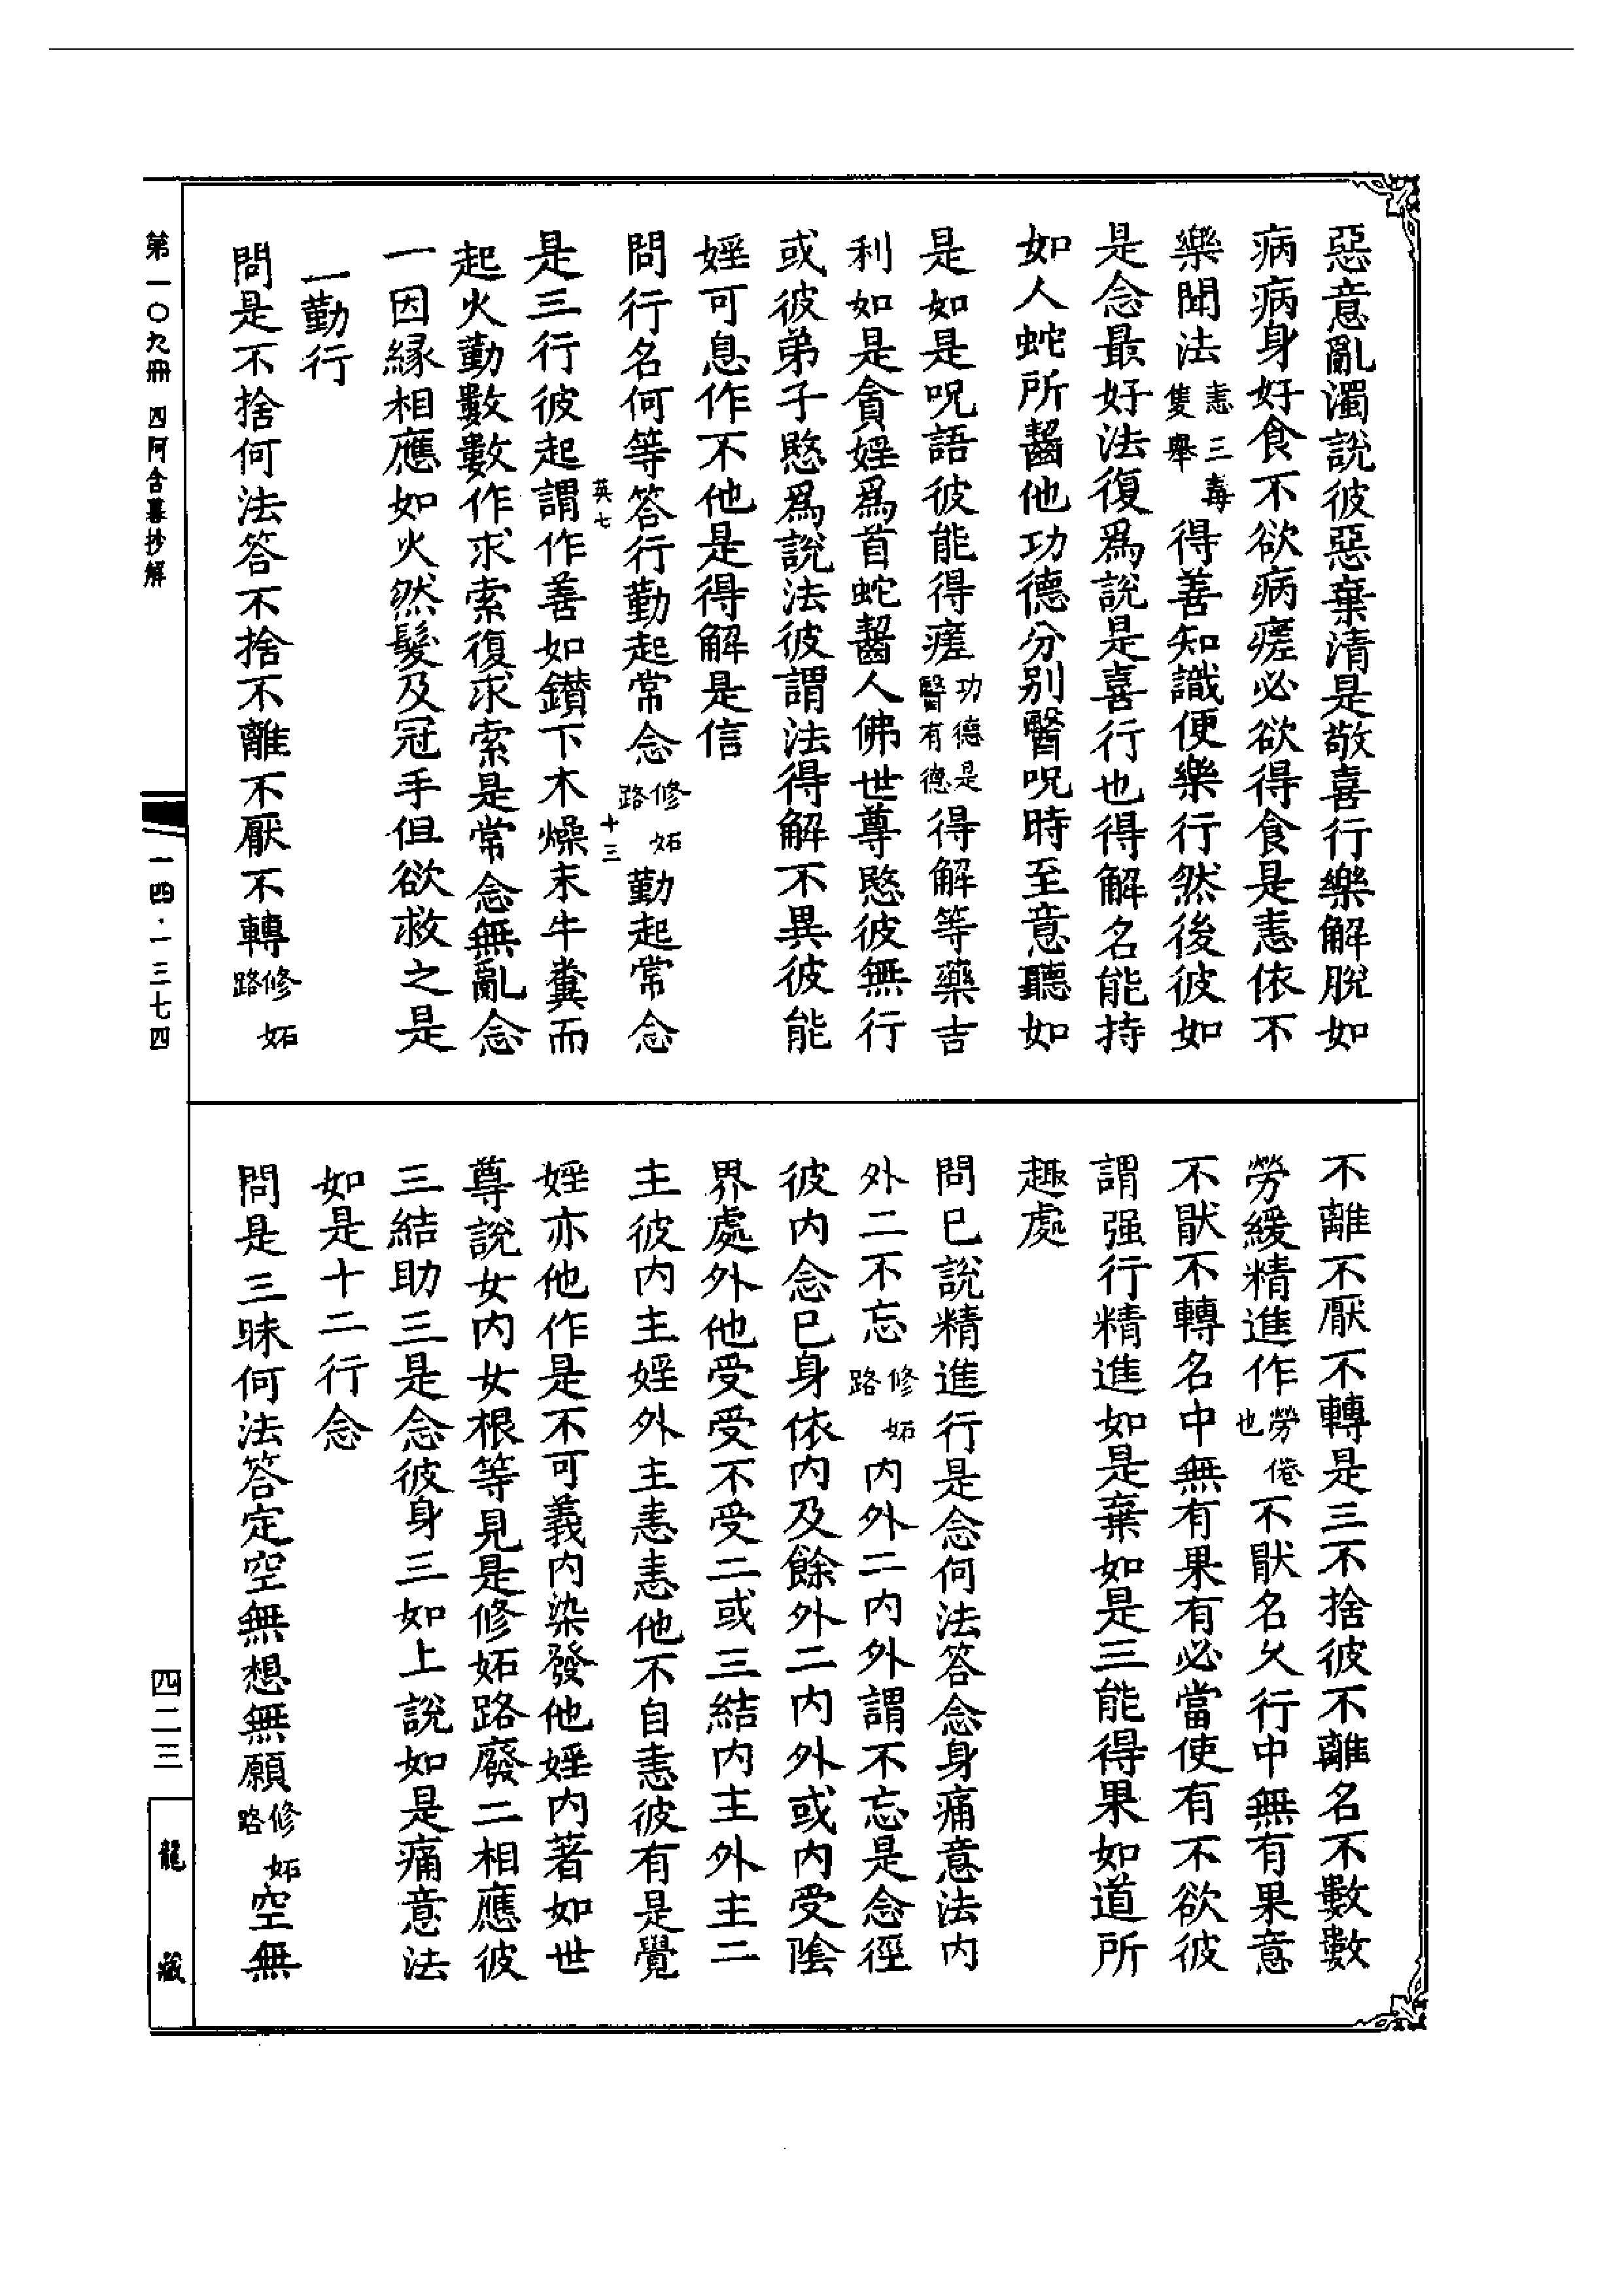 惡意亂濁說彼惡棄清是敬喜行樂解脫如
病病身好食不欲病瘥必欲得食是恚依不
樂聞法恚三毒隻舉得善知識便樂行然後彼如
是念最好法復爲說是喜行也得解名能持
如人蛇所齧他功德分別醫呪時至意聽如
是如是呪語彼能得瘥功德是醫有德得解等藥吉
利如是貪婬爲首蛇齧人佛世尊愍彼無行
或彼弟子愍爲說法彼謂法得解不異彼能
婬可息作不他是得解是信
問行名何等答行勤起常念修妬路勤起常念
英七
十三
是三行彼起謂作善如鑚下木燥末牛糞而
起火勤數數作求索復求索是常念無亂念
一因緣相應如火然髮及冠手但欲救之是
一勤行
問是不捨何法答不捨不離不厭不轉修妬路
不離不厭不轉是三不捨彼不離名不數數
勞緩精進作勞倦也不猒名久行中無有果意
不猒不轉名中無有果有必當使有不欲彼
謂强行精進如是棄如是三能得果如道所
趣處
問已說精進行是念何法答念身痛意法內
外二不忘修妬路內外二內外謂不忘是念徑
彼內念已身依內及餘外二內外或內受陰
界處外他受受不受二或三結內主外主二
主彼內主婬外主恚恚他不自恚彼有是覺
婬亦他作是不可義內染發他婬內著如世
尊說女內女根等見是修妬路廢二相應彼
三結助三是念彼身三如上說如是痛意法
如是十二行念
問是三昧何法答定空無想無願修妬路空無
第一〇九冊 四阿含暮抄解
一四·一三七四
四二三
龍藏